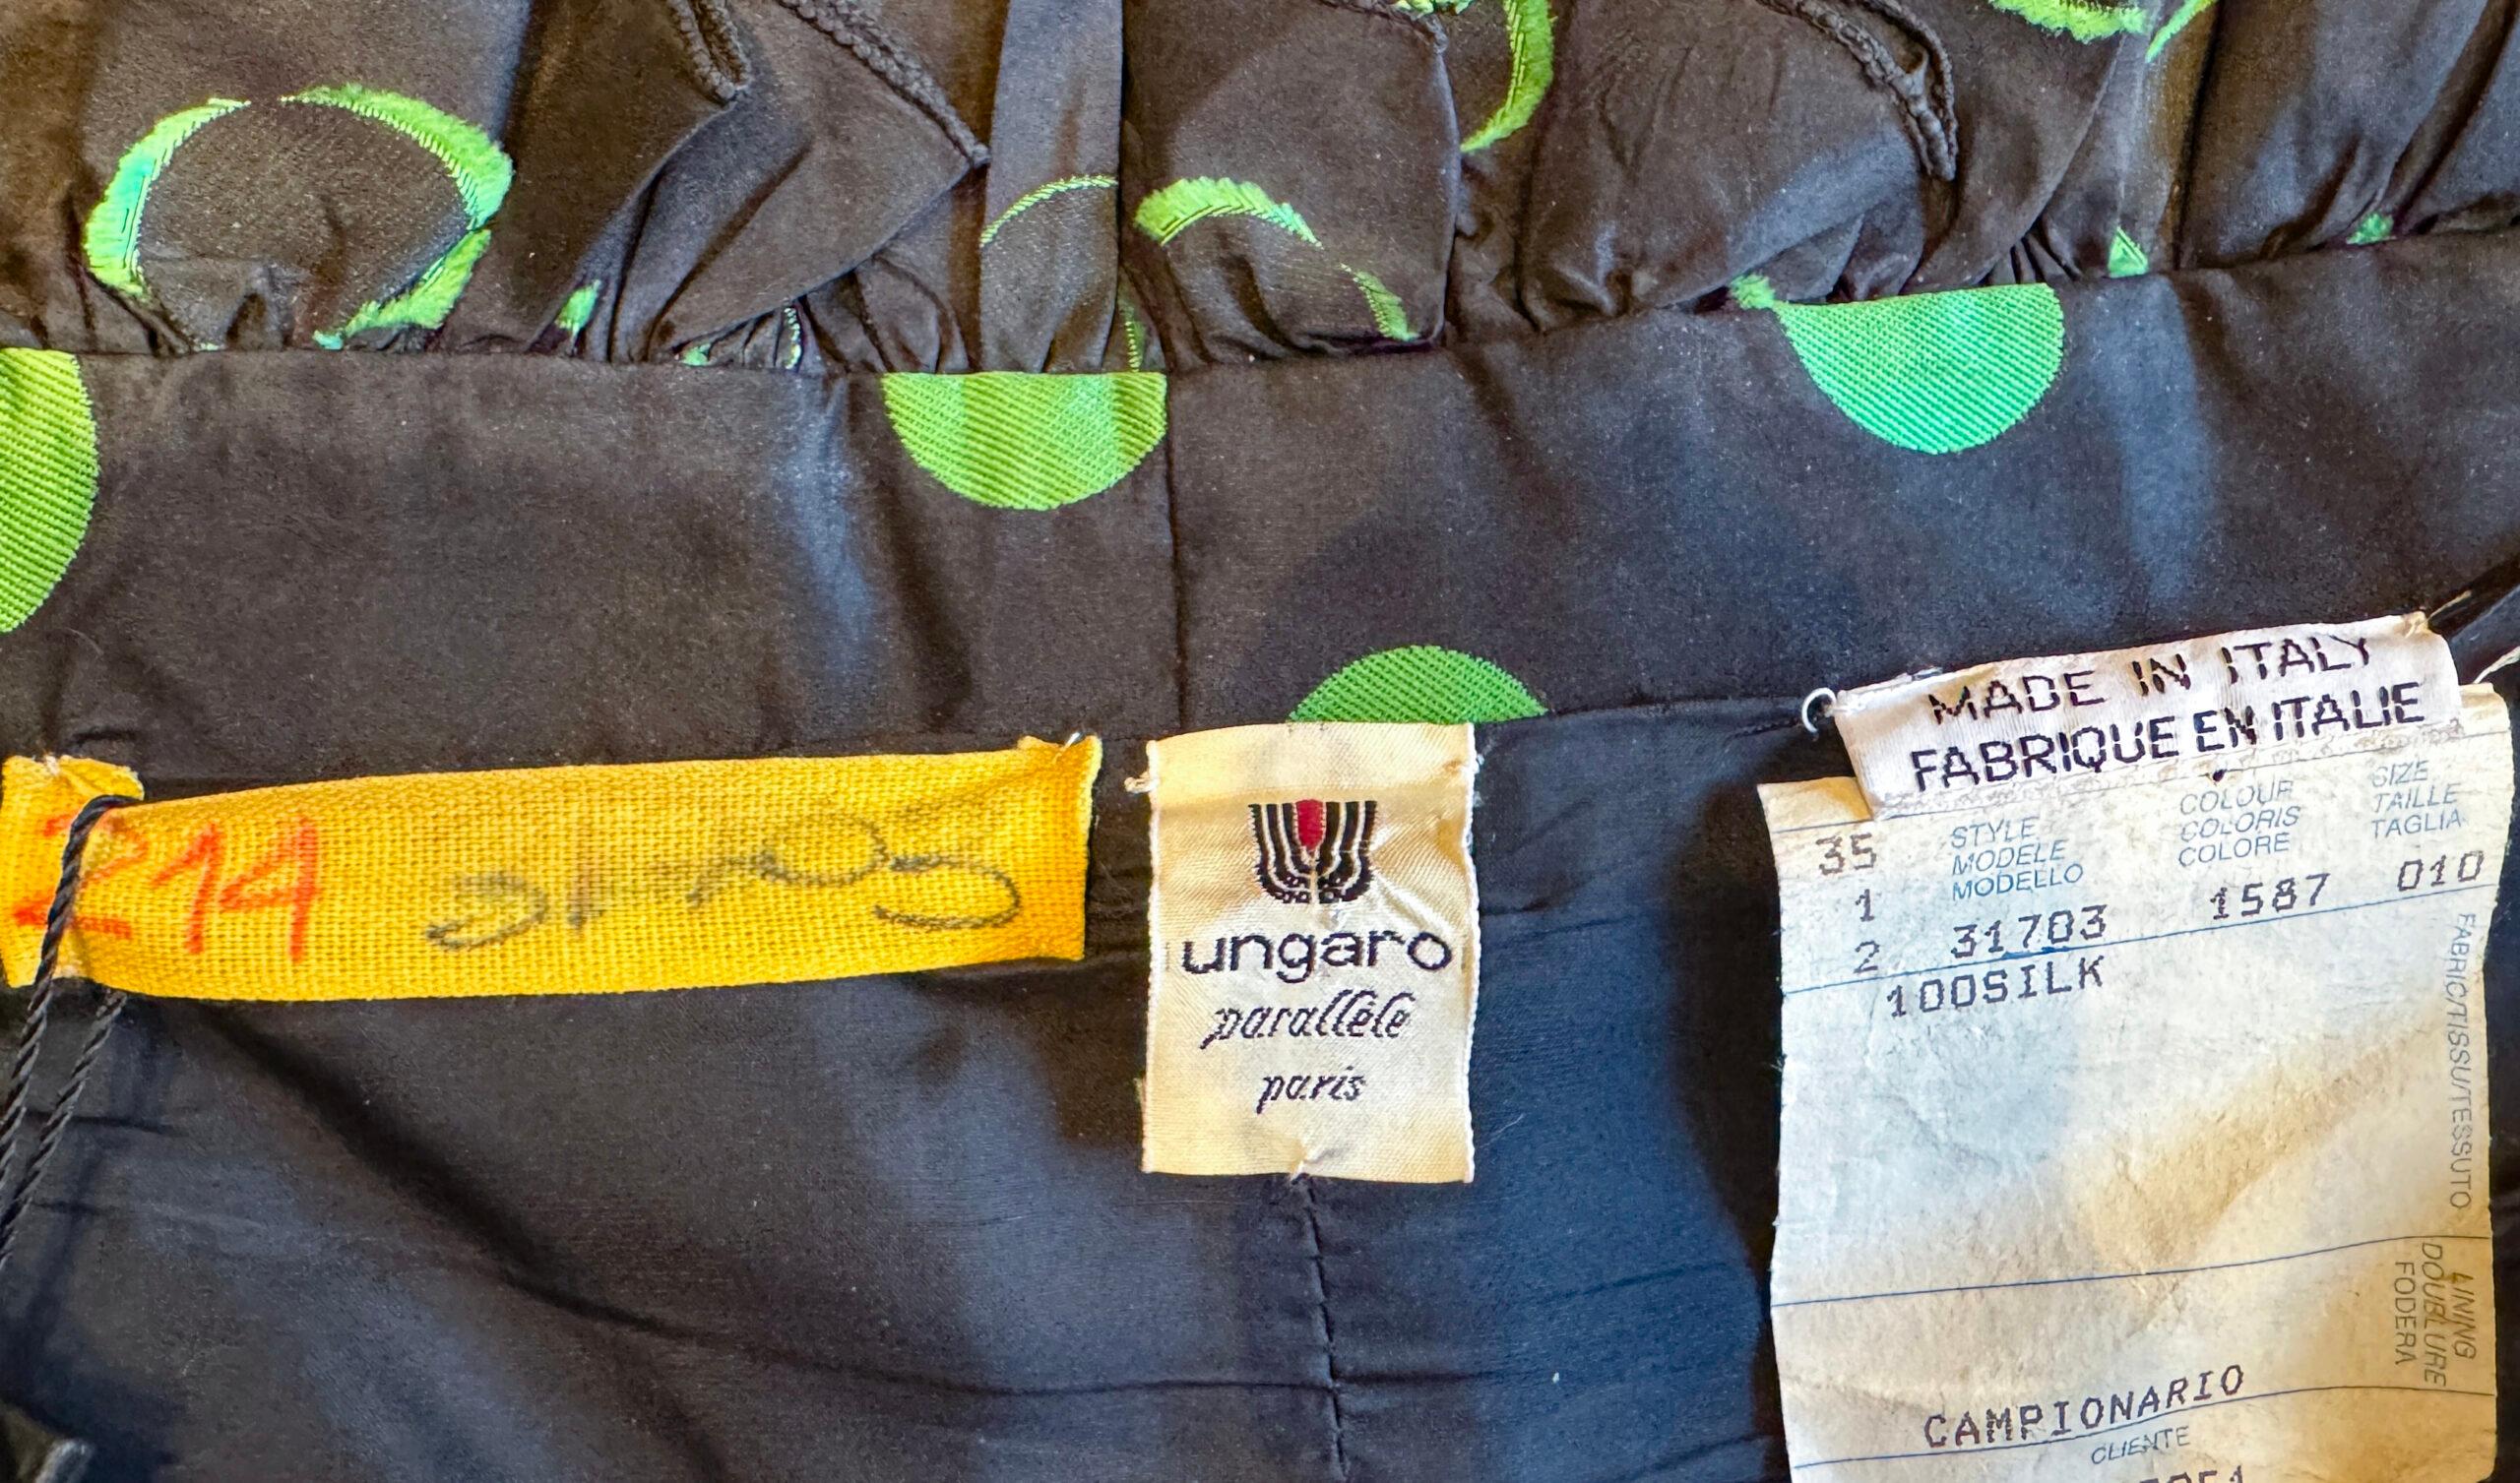 214
ungaro
parallèle
paris
MADE IN ITALY
FABRIQUE EN ITALIE
35
1
2
STYLE
MODELE
MODELLO
31703
COLOUR
COLORIS
COLORE
1587
SIZE
TAILLE
TAGLIA
010
100SILK
FABRIC/TISSU/TESSUTO
LINING
DOUBLURE
FODERA
CAMPIONARIO
CLIENTE